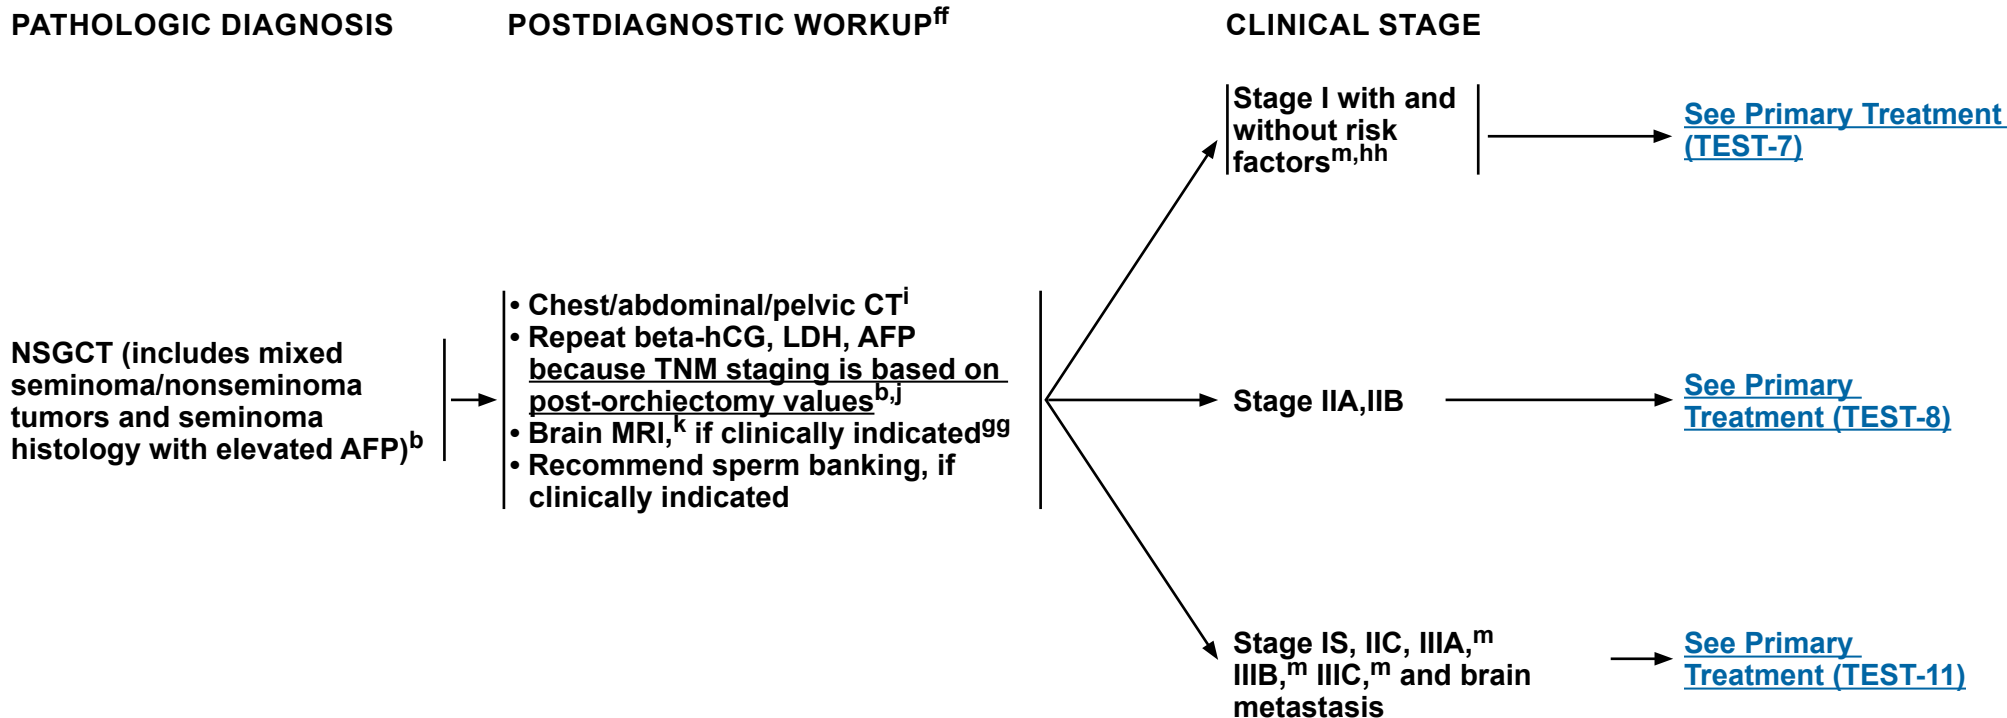 PATHOLOGIC DIAGNOSIS
POSTDIAGNOSTIC WORKUPff
CLINICAL STAGE
NSGCT (includes mixed
seminoma/nonseminoma
tumors and seminoma
histology with elevated AFP)b
• Chest/abdominal/pelvic CTi
• Repeat beta-hCG, LDH, AFP
because TNM staging is based on
post-orchiectomy valuesb,j
• Brain MRI,k if clinically indicatedgg
• Recommend sperm banking, if
clinically indicated
Stage I with and
without risk
factorsm,hh
See Primary Treatment
(TEST-7)
Stage IIA,IIB
See Primary
Treatment (TEST-8)
Stage IS, IIC, IIIA,m
IIIB,m IIIC,m and brain
metastasis
See Primary
Treatment (TEST-11)